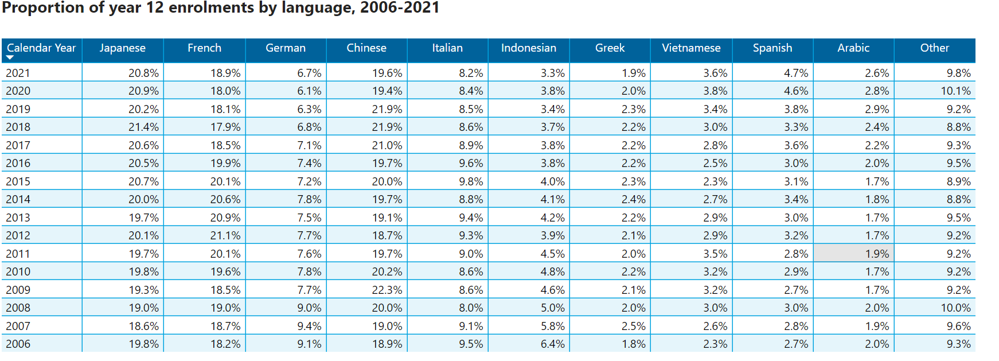 Proportion of year 12 enrolments by language, 2006-2021
Calendar Year Japanese French German Chinese Italian Indonesian Greek Vietnamese Spanish Arabic Other
2021 20.8% 18.9% 6.7% 19.6% 8.2% 3.3% 1.9% 3.6% 4.7% 2.6% 9.8%
2020 20.9% 18.0% 6.1% 19.4% 8.4% 3.8% 2.0% 3.8% 4.6% 2.8% 10.1%
2019 20.2% 18.1% 6.3% 21.9% 8.5% 3.4% 2.3% 3.4% 3.8% 2.9% 9.2%
2018 21.4% 17.9% 6.8% 21.9% 8.6% 3.7% 2.2% 3.0% 3.3% 2.4% 8.8%
2017 20.6% 18.5% 7.1% 21.0% 8.9% 3.8% 2.2% 2.8% 3.6% 2.2% 9.3%
2016 20.5% 19.9% 7.4% 19.7% 9.6% 3.8% 2.2% 2.5% 3.0% 2.0% 9.5%
2015 20.7% 20.1% 7.2% 20.0% 9.8% 4.0% 2.3% 2.3% 3.1% 1.7% 8.9%
2014 20.0% 20.6% 7.8% 19.7% 8.8% 4.1% 2.4% 2.7% 3.4% 1.8% 8.8%
2013 19.7% 20.9% 7.5% 19.1% 9.4% 4.2% 2.2% 2.9% 3.0% 1.7% 9.5%
2012 20.1% 21.1% 7.7% 18.7% 9.3% 3.9% 2.1% 2.9% 3.2% 1.7% 9.2%
2011 19.7% 20.1% 7.6% 19.7% 9.0% 4.5% 2.0% 3.5% 2.8% 1.9% 9.2%
2010 19.8% 19.6% 7.8% 20.2% 8.6% 4.8% 2.2% 3.2% 2.9% 1.7% 9.2%
2009 19.3% 18.5% 7.7% 22.3% 8.6% 4.6% 2.1% 3.2% 2.7% 1.7% 9.2%
2008 19.0% 19.0% 9.0% 20.0% 8.0% 5.0% 2.0% 3.0% 3.0% 2.0% 10.0%
2007 18.6% 18.7% 9.4% 19.0% 9.1% 5.8% 2.5% 2.6% 2.8% 1.9% 9.6%
2006 19.8% 18.2% 9.1% 18.9% 9.5% 6.4% 1.8% 2.3% 2.7% 2.0% 9.3%